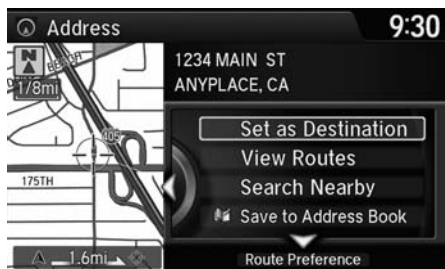 Address
9:30
N
BEACH
1/8mi
405
175TH
1.6mi
1234 MAIN ST
ANYPLACE, CA
Set as Destination
View Routes
Search Nearby
Save to Address Book
Route Preference